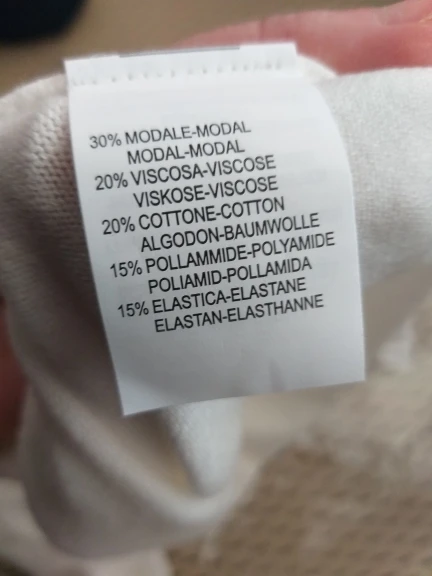 30% MODALE-MODAL
MODAL-MODAL
20% VISCOSA-VISCOSE
VISKOSE-VISCOSE
20% COTTONE-COTTON
ALGODON-BAUMWOLLE
15% POLLAMMIDE-POLYAMIDE
POLIAMID-POLLAMIDA
15% ELASTICA-ELASTANE
ELASTAN-ELASTHANNE